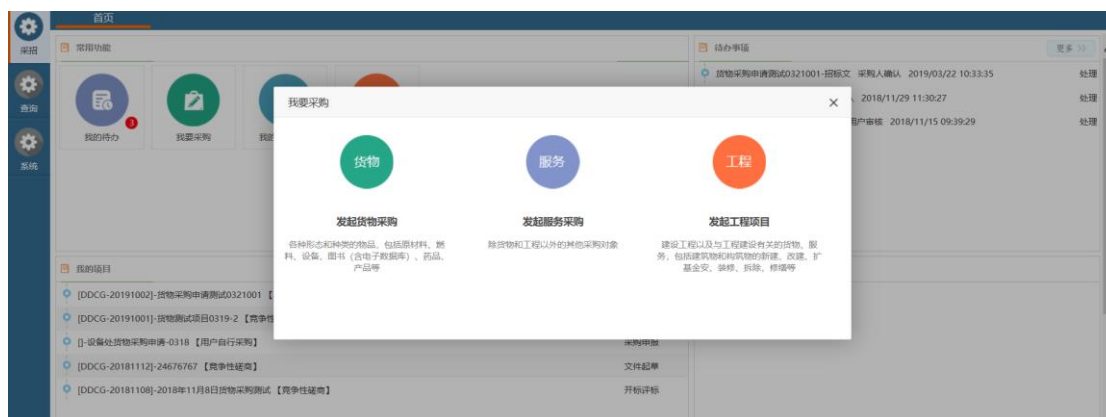 首页
采招
查询
系统
常用功能
我的待办
3
我要采购
我的
待办事项
更多 >>
货物采购申请测试0321001-招标文 采购人确认 2019/03/22 10:33:35 处理
2018/11/29 11:30:27 处理
用户审核 2018/11/15 09:39:29 处理
我要采购
×
货物
服务
工程
发起货物采购
发起服务采购
发起工程项目
各种形态和种类的物品，包括原材料、燃
料、设备、图书（含电子数据库）、药品、
产品等
除货物和工程以外的其他采购对象
建设工程以及与工程建设有关的货物、服
务，包括建筑物和构筑物的新建、改建、扩
基金安、装修、拆除、修缮等
我的项目
[DDCG-20191002]-货物采购申请测试0321001 【
[DDCG-20191001]-货物测试项目0319-2 【竞争性
[]-设备处货物采购申请-0318 【用户自行采购】 采购申报
[DDCG-20181112]-24676767 【竞争性磋商】 文件起草
[DDCG-20181108]-2018年11月8日货物采购测试 【竞争性磋商】 开标评标